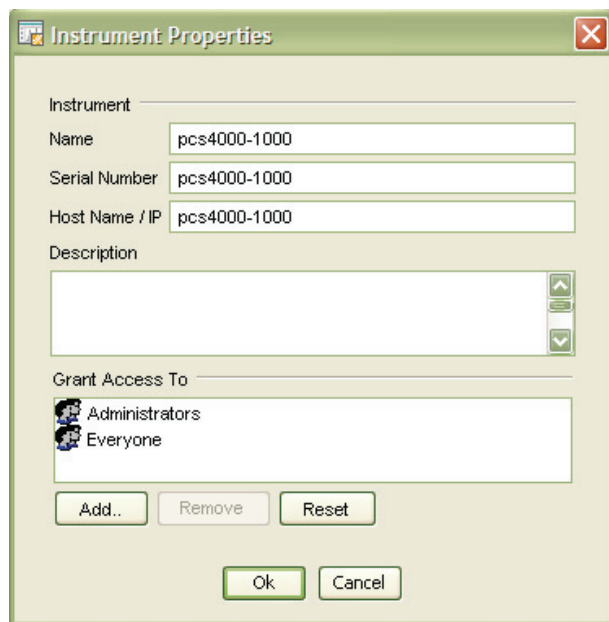 Instrument Properties
Instrument
Name pcs4000-1000
Serial Number pcs4000-1000
Host Name / IP pcs4000-1000
Description
Grant Access To
Administrators
Everyone
Add.. Remove Reset
Ok Cancel